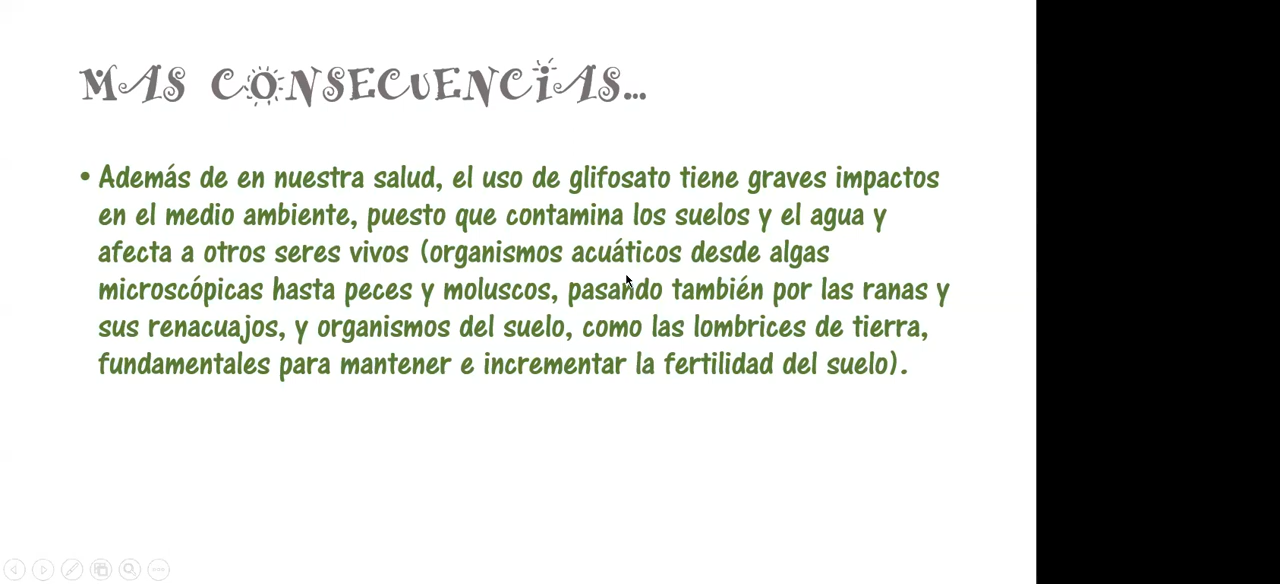 MAS CONSECUENCIAS...
• Además de en nuestra salud, el uso de glifosato tiene graves impactos
en el medio ambiente, puesto que contamina los suelos y el agua y
afecta a otros seres vivos (organismos acuáticos desde algas
microscópicas hasta peces y moluscos, pasando también por las ranas y
sus renacuajos, y organismos del suelo, como las lombrices de tierra,
fundamentales para mantener e incrementar la fertilidad del suelo).